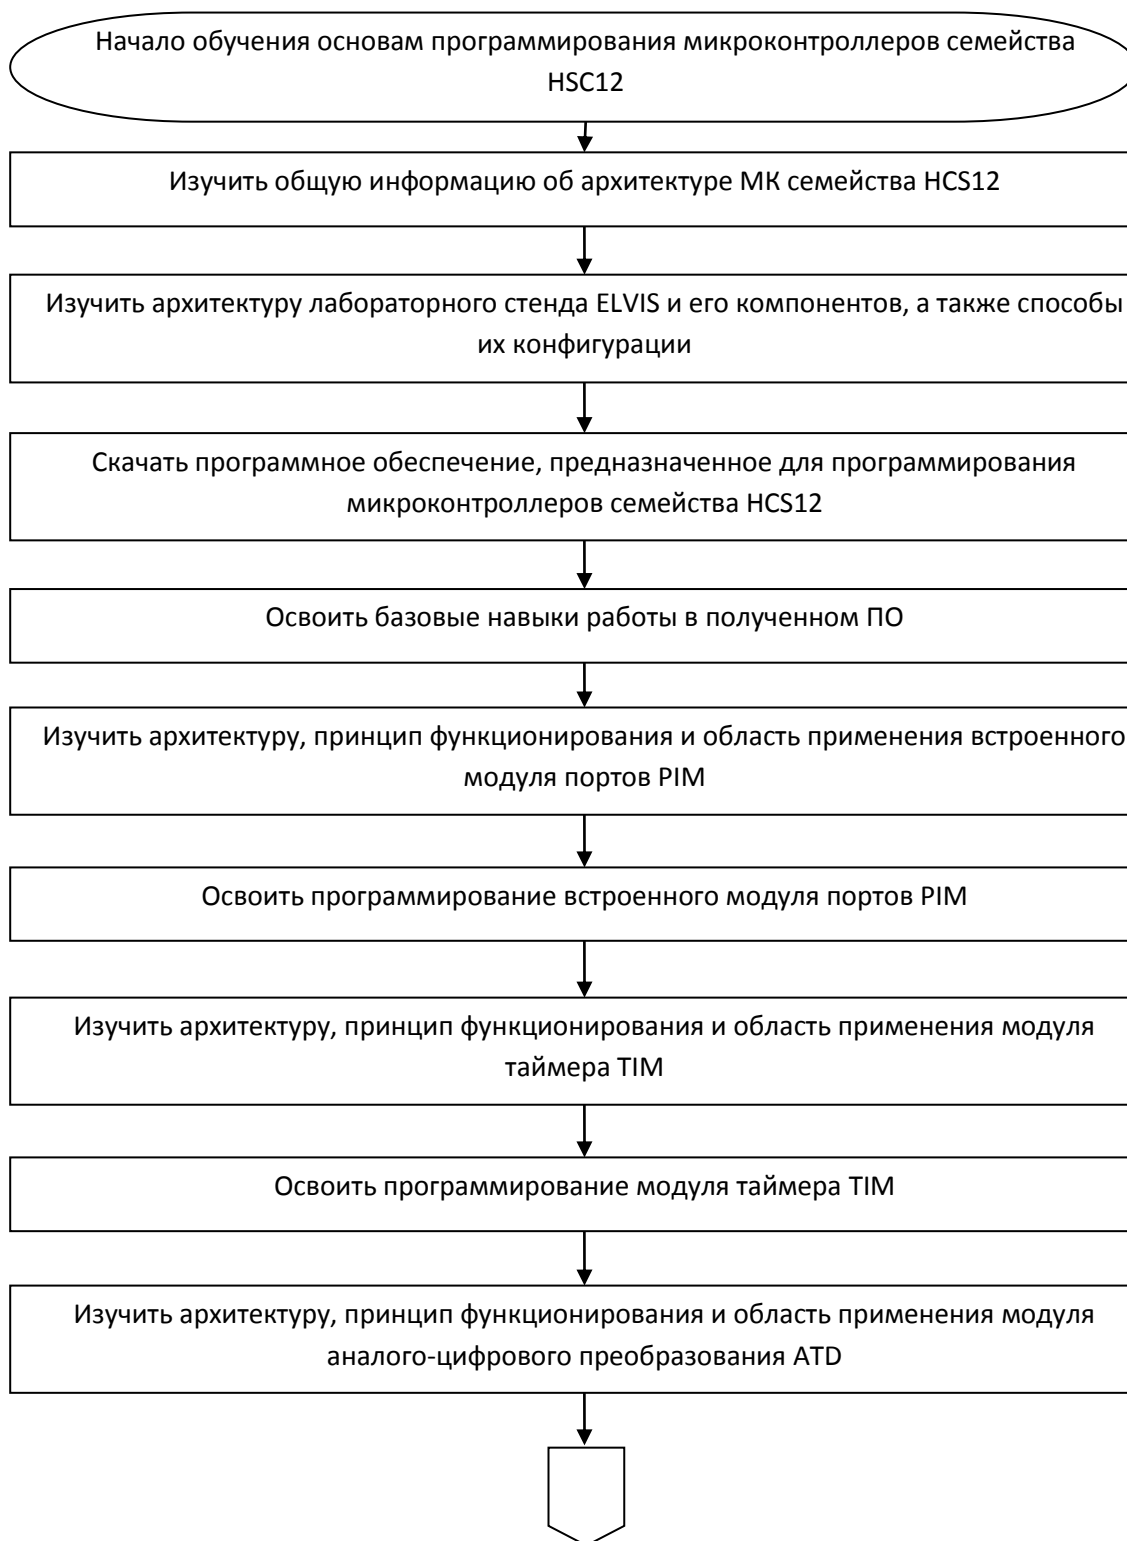 Начало обучения основам программирования микроконтроллеров семейства
HSC12
Изучить общую информацию об архитектуре МК семейства HCS12
Изучить архитектуру лабораторного стенда ELVIS и его компонентов, а также способы
их конфигурации
Скачать программное обеспечение, предназначенное для программирования
микроконтроллеров семейства HCS12
Освоить базовые навыки работы в полученном ПО
Изучить архитектуру, принцип функционирования и область применения встроенного
модуля портов PIM
Освоить программирование встроенного модуля портов PIM
Изучить архитектуру, принцип функционирования и область применения модуля
таймера TIM
Освоить программирование модуля таймера TIM
Изучить архитектуру, принцип функционирования и область применения модуля
аналого-цифрового преобразования ATD